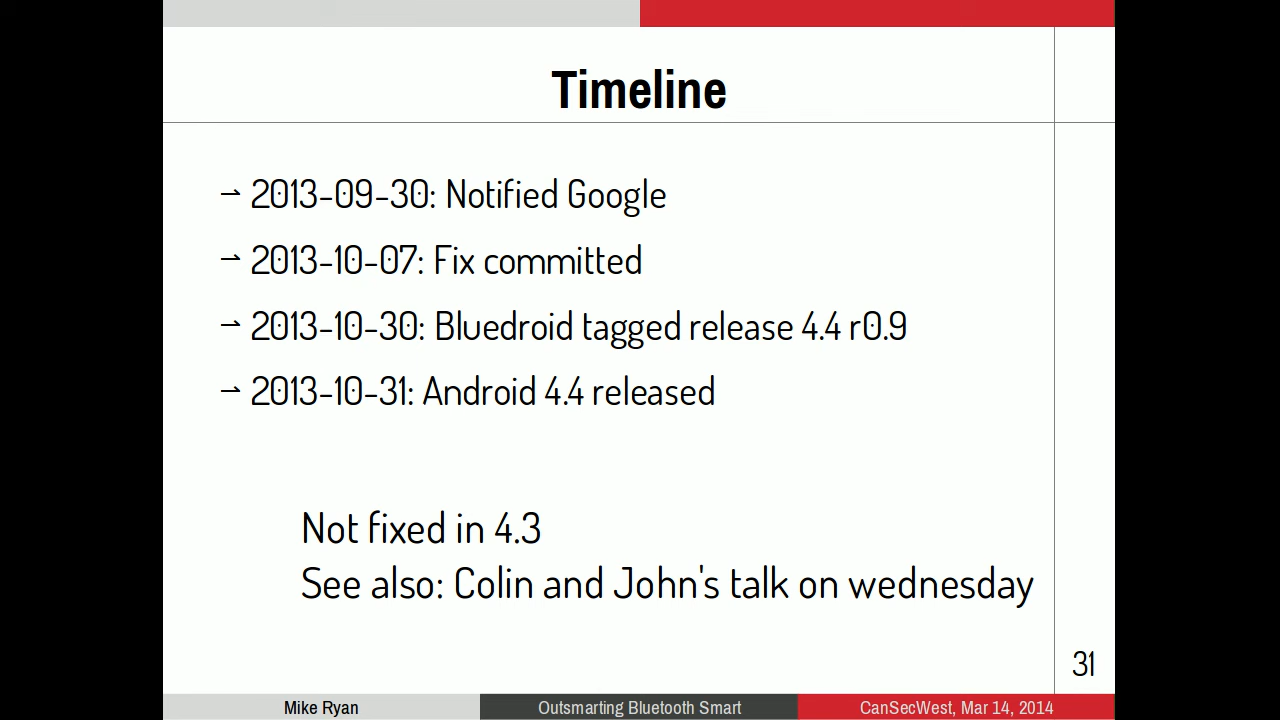 Timeline
⇀ 2013-09-30: Notified Google
⇀ 2013-10-07: Fix committed
⇀ 2013-10-30: Bluedroid tagged release 4.4 r0.9
⇀ 2013-10-31: Android 4.4 released
Not fixed in 4.3
See also: Colin and John's talk on wednesday
31
Mike Ryan Outsmarting Bluetooth Smart CanSecWest, Mar 14, 2014